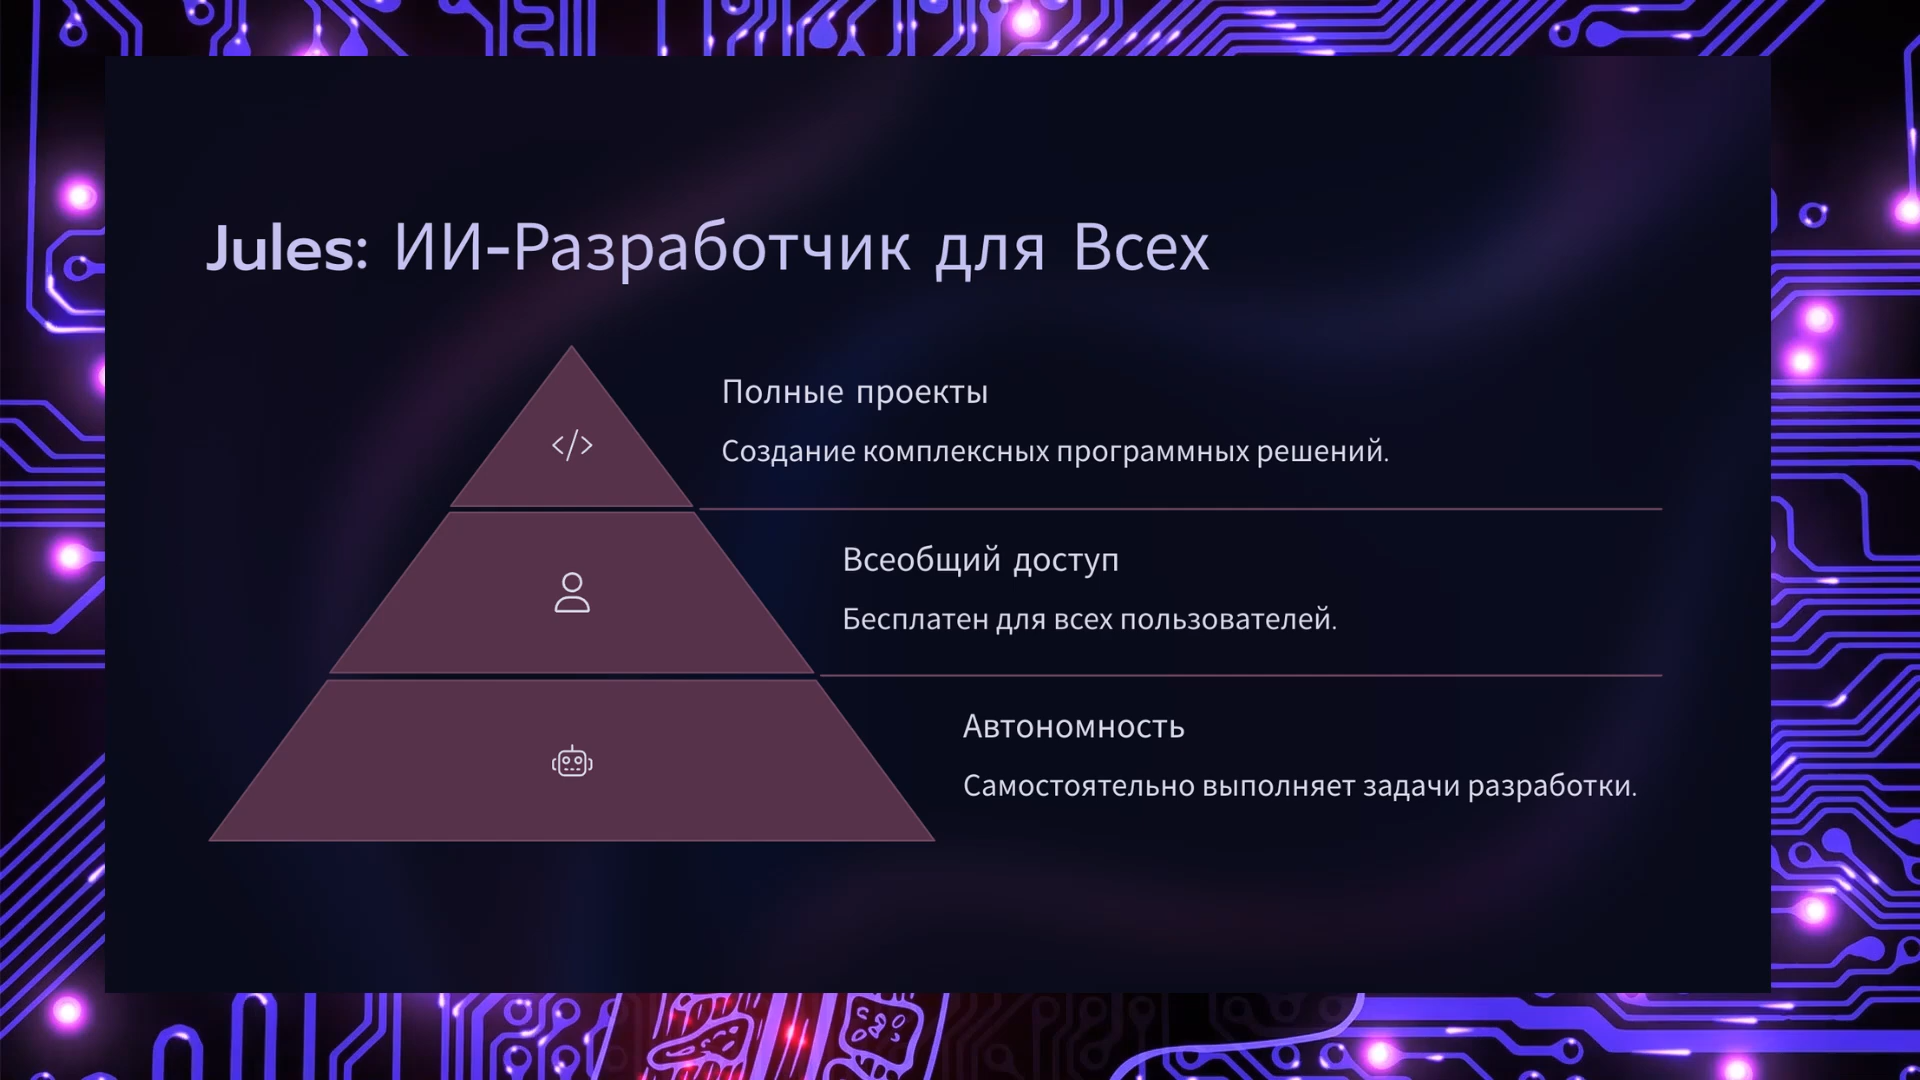 Jules: ИИ-Разработчик для Всех
Полные проекты
Создание комплексных программных решений.
Всеобщий доступ
Бесплатен для всех пользователей.
Автономность
Самостоятельно выполняет задачи разработки.